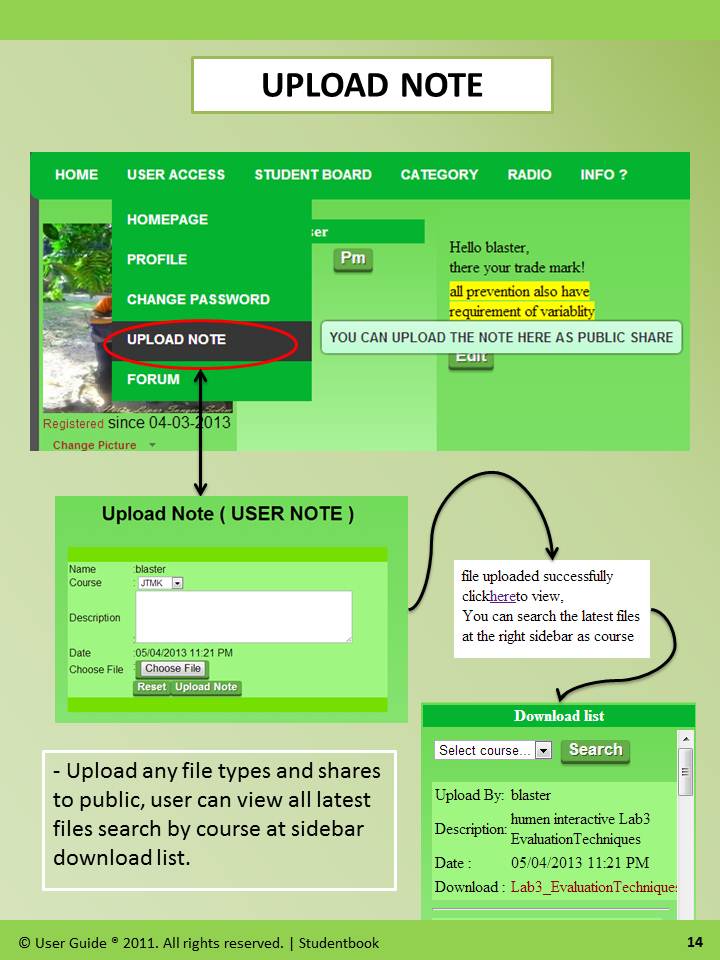 UPLOAD NOTE
HOME USER ACCESS STUDENT BOARD CATEGORY RADIO INFO ?
HOMEPAGE
PROFILE
CHANGE PASSWORD
UPLOAD NOTE
FORUM
ser
Pm
Hello blaster,
there your trade mark!
all prevention also have
requirement of variablity
YOU CAN UPLOAD THE NOTE HERE AS PUBLIC SHARE
Edit
Registered since 04-03-2013
Change Picture
Upload Note ( USER NOTE )
Name :blaster
Course : JTMK
Description :
Date :05/04/2013 11:21 PM
Choose File : Choose File
Reset Upload Note
file uploaded successfully
clickhereto view,
You can search the latest files
at the right sidebar as course
Download list
Select course... Search
Upload By: blaster
Description: humen interactive Lab3
EvaluationTechniques
Date : 05/04/2013 11:21 PM
Download : Lab3_EvaluationTechniques
- Upload any file types and shares
to public, user can view all latest
files search by course at sidebar
download list.
© User Guide ® 2011. All rights reserved. | Studentbook
14